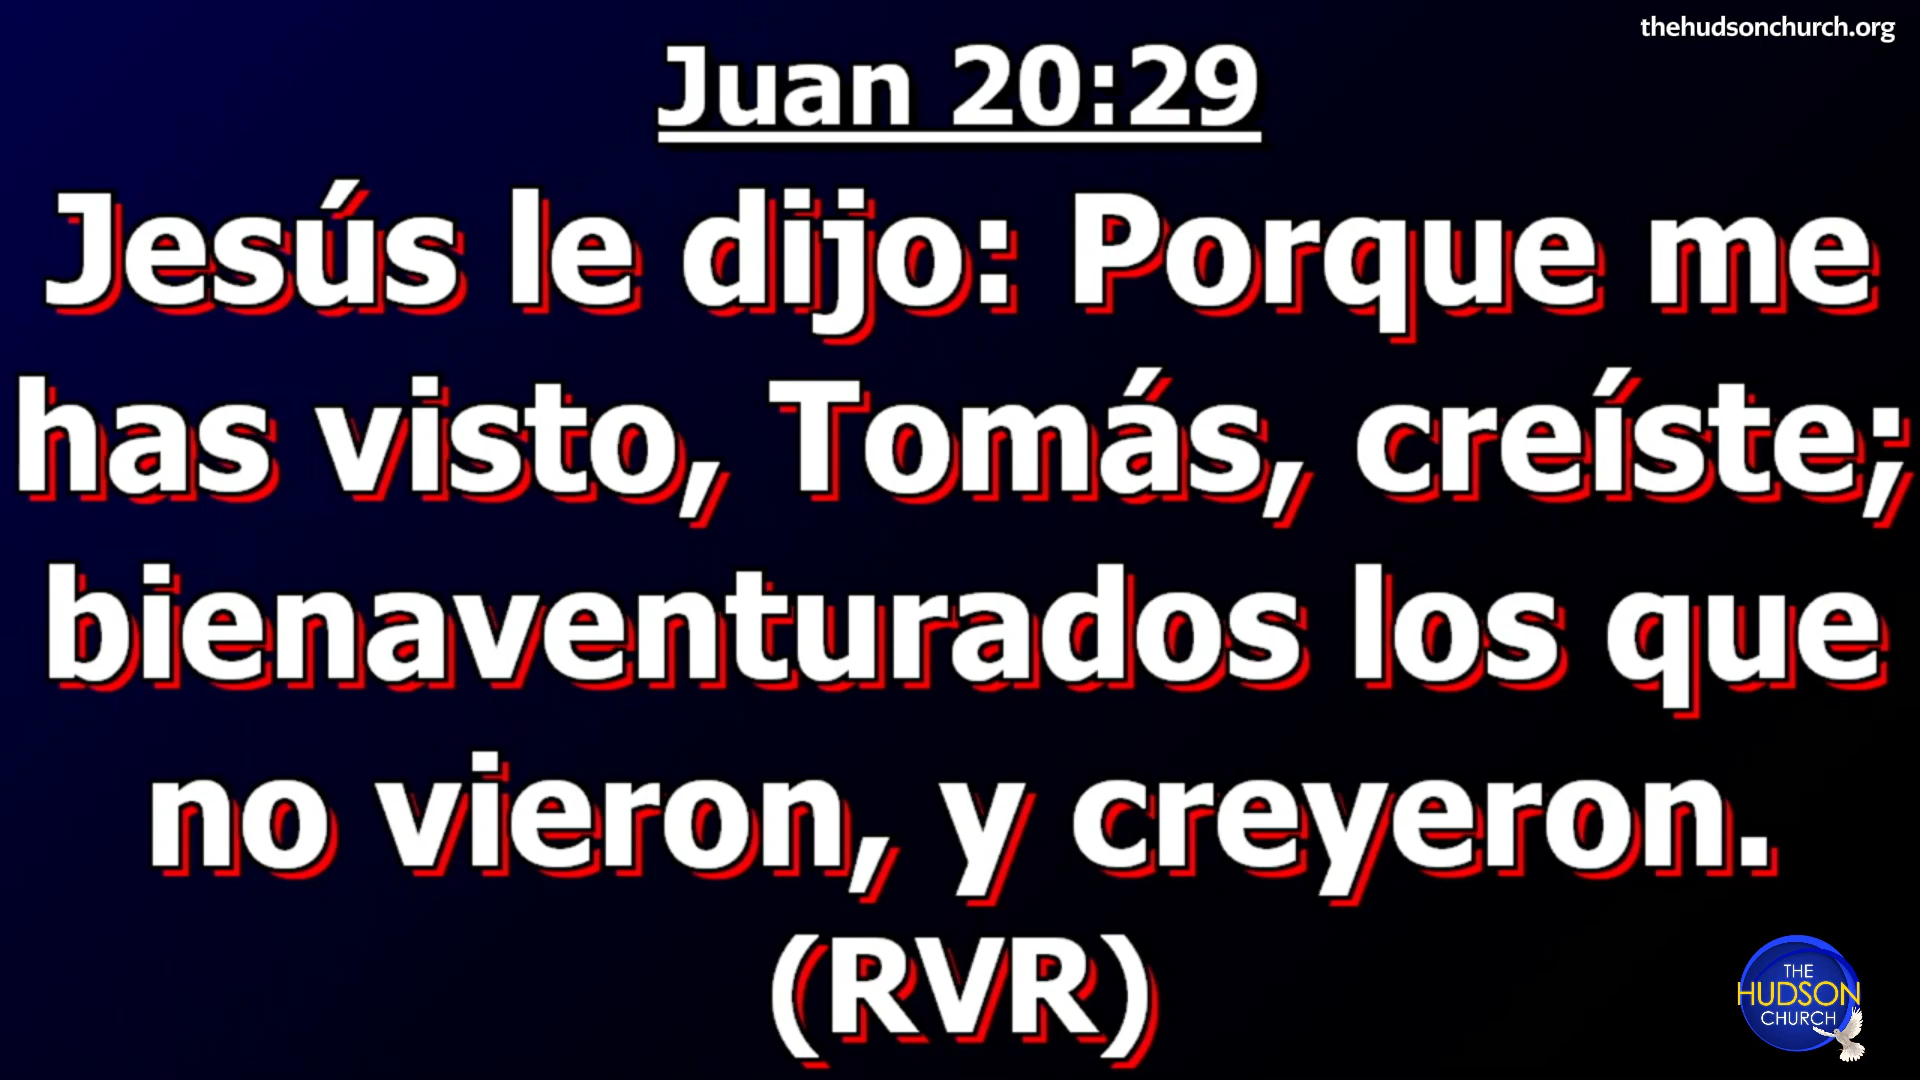 thehudsonchurch.org
Juan 20:29
Jesús le dijo: Porque me
has visto, Tomás, creíste;
bienaventurados los que
no vieron, y creyeron.
(RVR)
THE
HUDSON
CHURCH